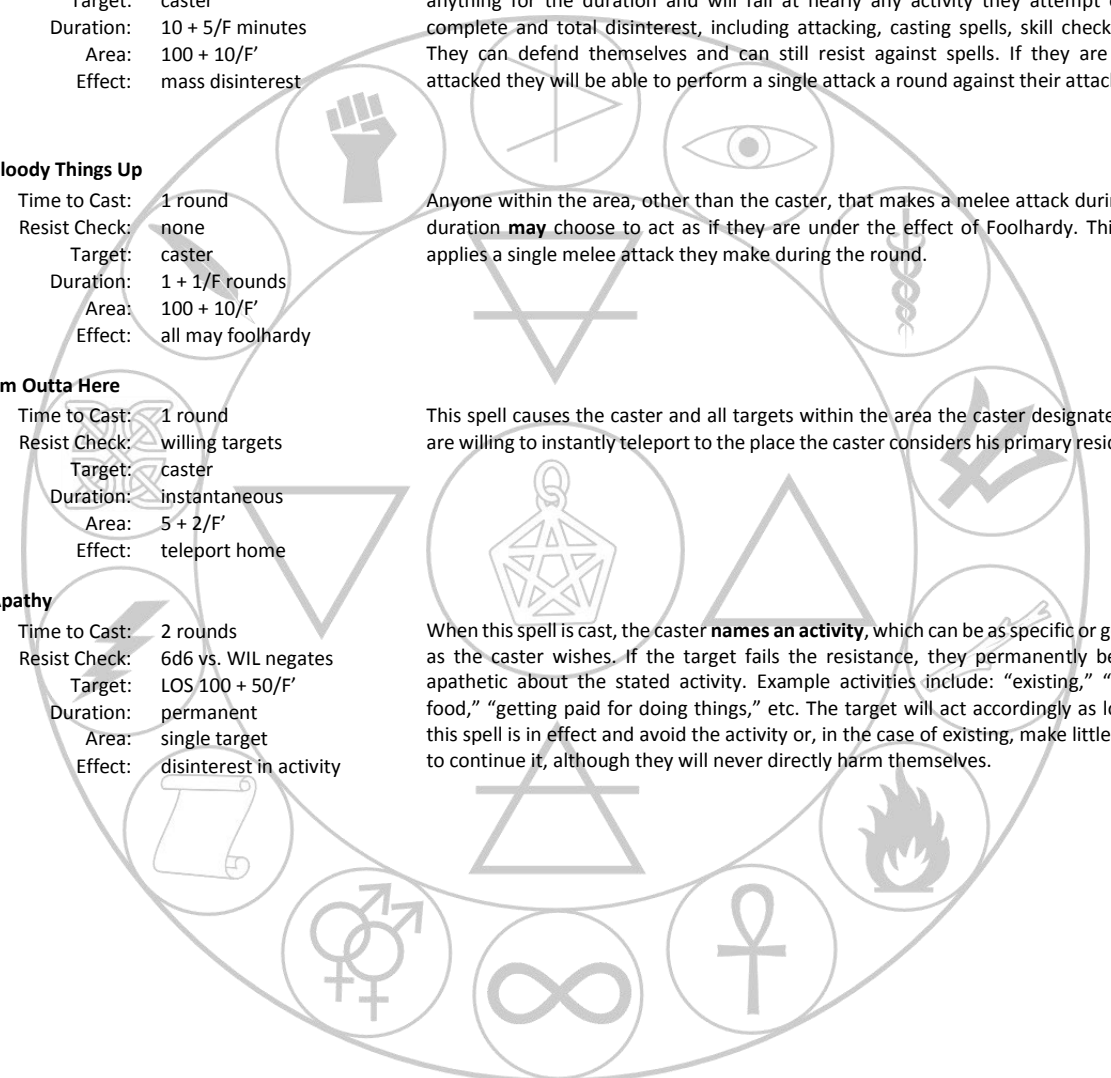 Target: caster
Duration: 10 + 5/F minutes
Area: 100 + 10/F’
Effect: mass disinterest
anything for the duration and will fail at nearly any activity they attempt
complete and total disinterest, including attacking, casting spells, skill check
They can defend themselves and can still resist against spells. If they are
attacked they will be able to perform a single attack a round against their attac
loody Things Up
Time to Cast: 1 round
Resist Check: none
Target: caster
Duration: 1 + 1/F rounds
Area: 100 + 10/F’
Effect: all may foolhardy
Anyone within the area, other than the caster, that makes a melee attack duri
duration may choose to act as if they are under the effect of Foolhardy. Thi
applies a single melee attack they make during the round.
m Outta Here
Time to Cast: 1 round
Resist Check: willing targets
Target: caster
Duration: instantaneous
Area: 5 + 2/F’
Effect: teleport home
This spell causes the caster and all targets within the area the caster designate
are willing to instantly teleport to the place the caster considers his primary resid
pathy
Time to Cast: 2 rounds
Resist Check: 6d6 vs. WIL negates
Target: LOS 100 + 50/F’
Duration: permanent
Area: single target
Effect: disinterest in activity
When this spell is cast, the caster names an activity, which can be as specific or g
as the caster wishes. If the target fails the resistance, they permanently be
apathetic about the stated activity. Example activities include: “existing,” “
food,” “getting paid for doing things,” etc. The target will act accordingly as lo
this spell is in effect and avoid the activity or, in the case of existing, make little
to continue it, although they will never directly harm themselves.